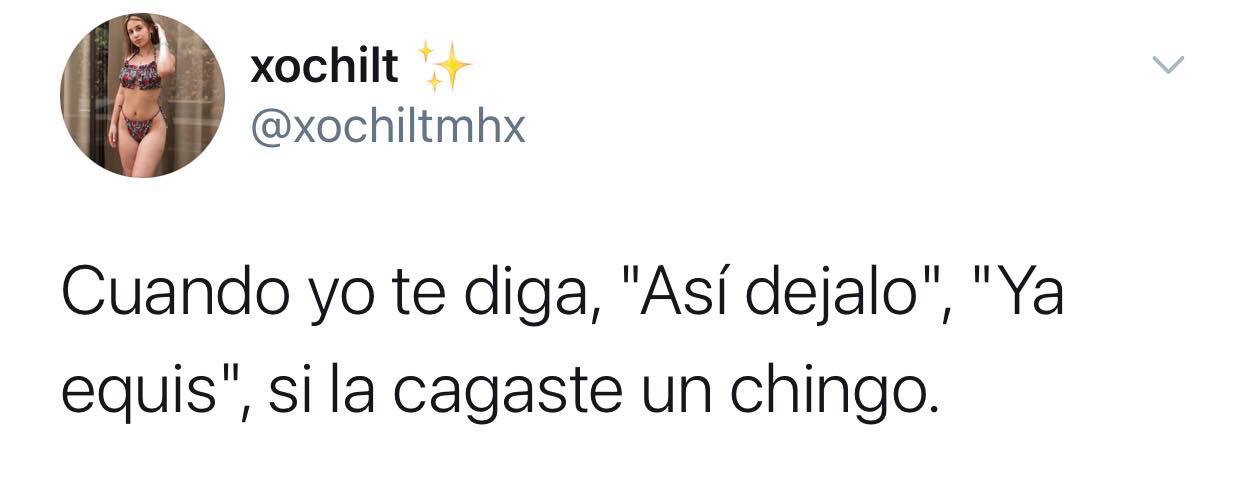 xochilt ✨
@xochiltmhx
Cuando yo te diga, "Así dejalo", "Ya
equis", si la cagaste un chingo.